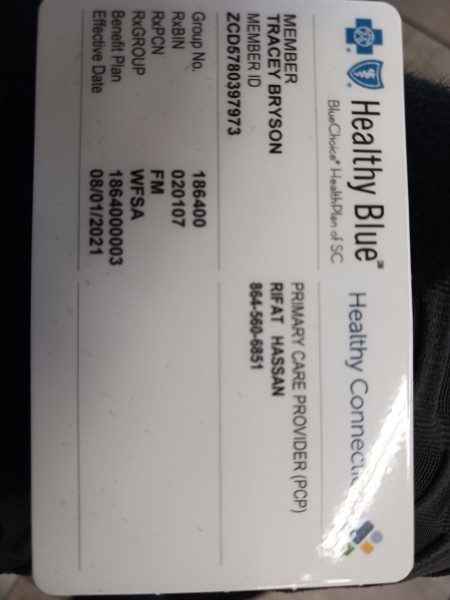 Healthy Blue℠
BlueChoice® HealthPlan of SC
Healthy Connecti
MEMBER
TRACEY BRYSON
MEMBER ID
ZCD5780397973
PRIMARY CARE PROVIDER (PCP)
RIFAT HASSAN
864-560-6851
Group No. 186400
RxBIN 020107
RxPCN FM
RxGROUP WFSA
Benefit Plan 1864000003
Effective Date 08/01/2021